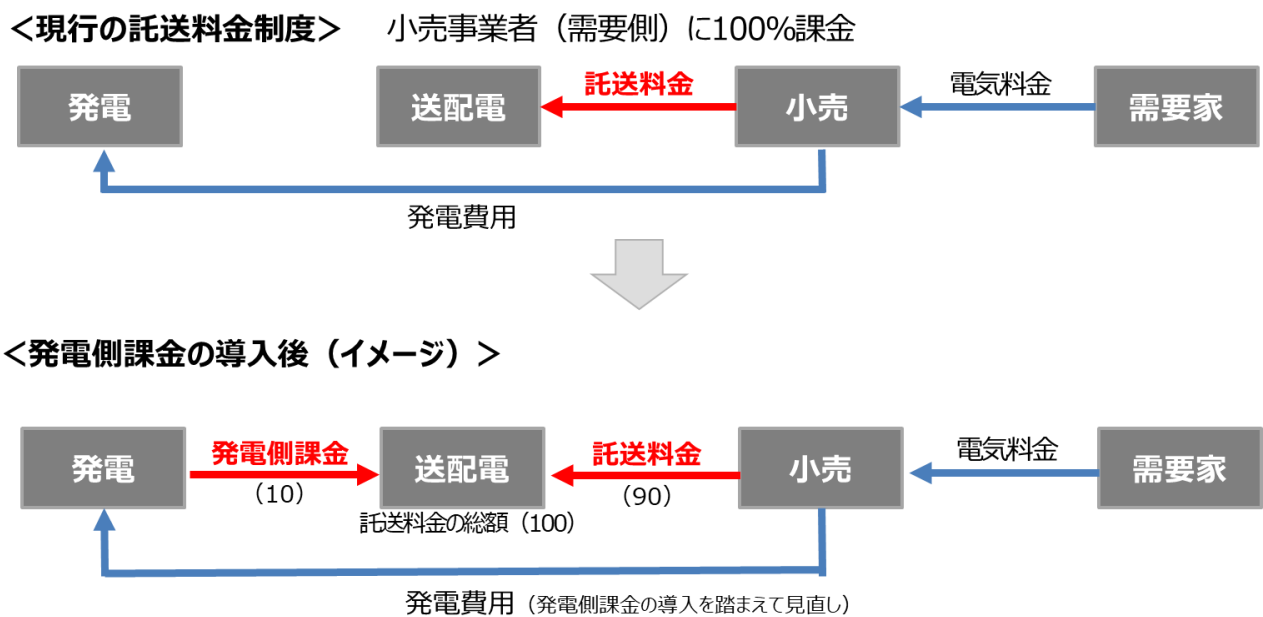 ＜現行の託送料金制度＞　小売事業者（需要側）に100%課金
発電
送配電
託送料金
小売
電気料金
需要家
発電費用
＜発電側課金の導入後（イメージ）＞
発電
発電側課金
（10）
送配電
託送料金の総額（100）
託送料金
（90）
小売
電気料金
需要家
発電費用（発電側課金の導入を踏まえて見直し）